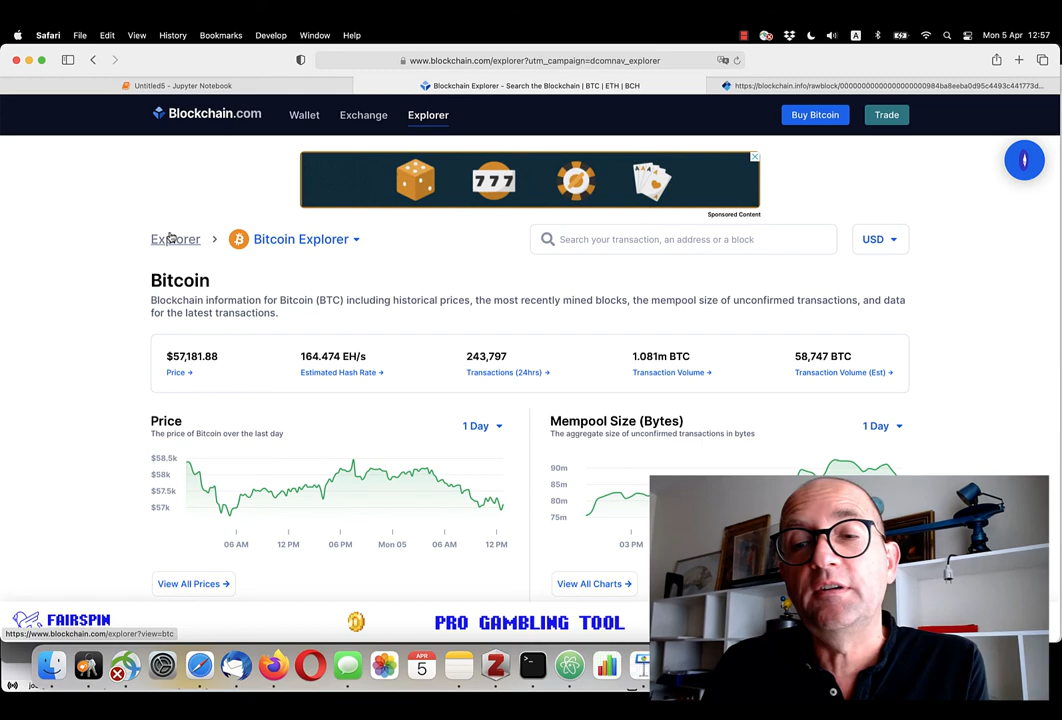 Safari File Edit View History Bookmarks Develop Window Help
A
Mon 5 Apr 12:57
www.blockchain.com/explorer?utm_campaign=dcomnav_explorer
Untitled5 - Jupyter Notebook
Blockchain Explorer - Search the Blockchain | BTC | ETH | BCH
Blockchain.com
Wallet Exchange Explorer
Buy Bitcoin Trade
777
Sponsored Content
Explorer > Bitcoin Explorer
Search your transaction, an address or a block
USD
Bitcoin
Blockchain information for Bitcoin (BTC) including historical prices, the most recently mined blocks, the mempool size of unconfirmed transactions, and data
for the latest transactions.
$57,181.88 164.474 EH/s 243,797 1.081m BTC 58,747 BTC
Price → Estimated Hash Rate → Transactions (24hrs) → Transaction Volume → Transaction Volume (Est) →
Price
The price of Bitcoin over the last day
1 Day
$58.5k
$58k
$57.5k
$57k
06 AM 12 PM 06 PM Mon 05 06 AM 12 PM
View All Prices →
Mempool Size (Bytes)
The aggregate size of unconfirmed transactions in bytes
1 Day
90m
85m
80m
75m
03 PM
View All Charts →
FAIRSPIN
PRO GAMBLING TOOL
https://www.blockchain.com/explorer?view=btc
APR
5